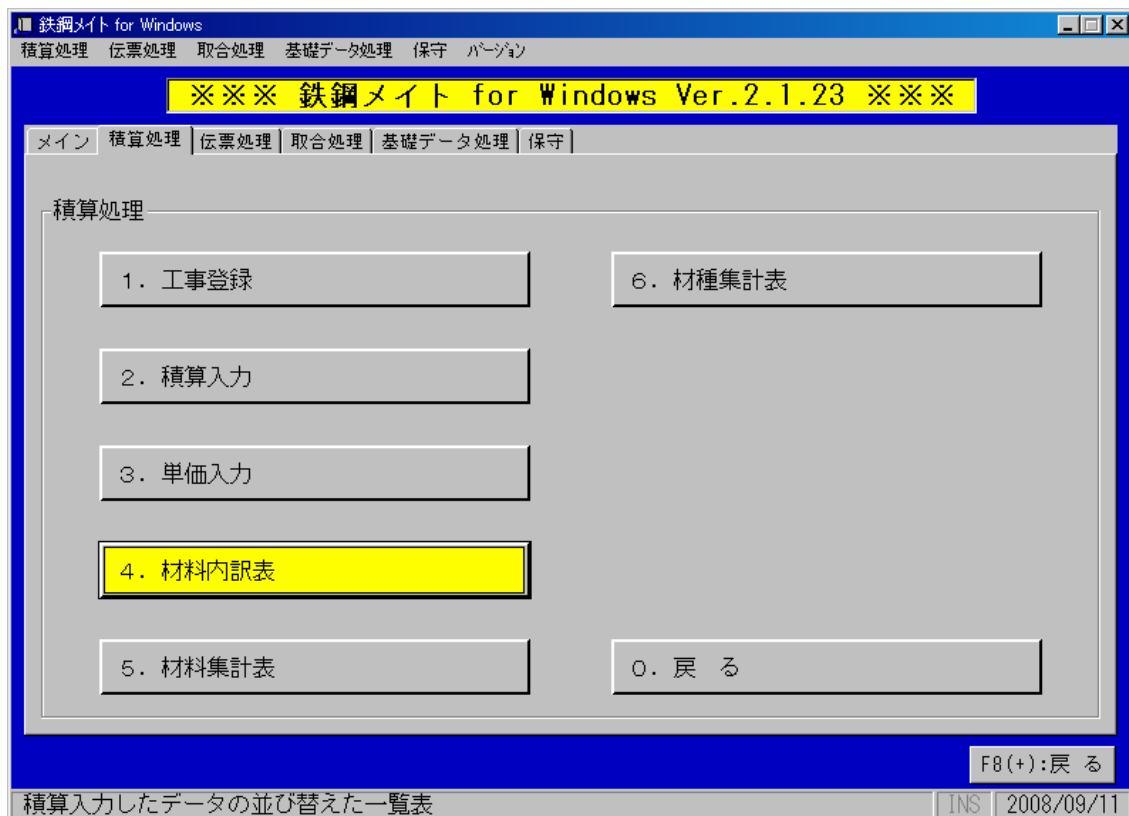 鉄鋼メイト for Windows
積算処理 伝票処理 取合処理 基礎データ処理 保守 バージョン
※※※ 鉄鋼メイト for Windows Ver.2.1.23 ※※※
メイン 積算処理 伝票処理 取合処理 基礎データ処理 保守
積算処理
1. 工事登録
6. 材種集計表
2. 積算入力
3. 単価入力
4. 材料内訳表
5. 材料集計表
0. 戻 る
F8(+):戻 る
積算入力したデータの並び替えた一覧表 INS 2008/09/11